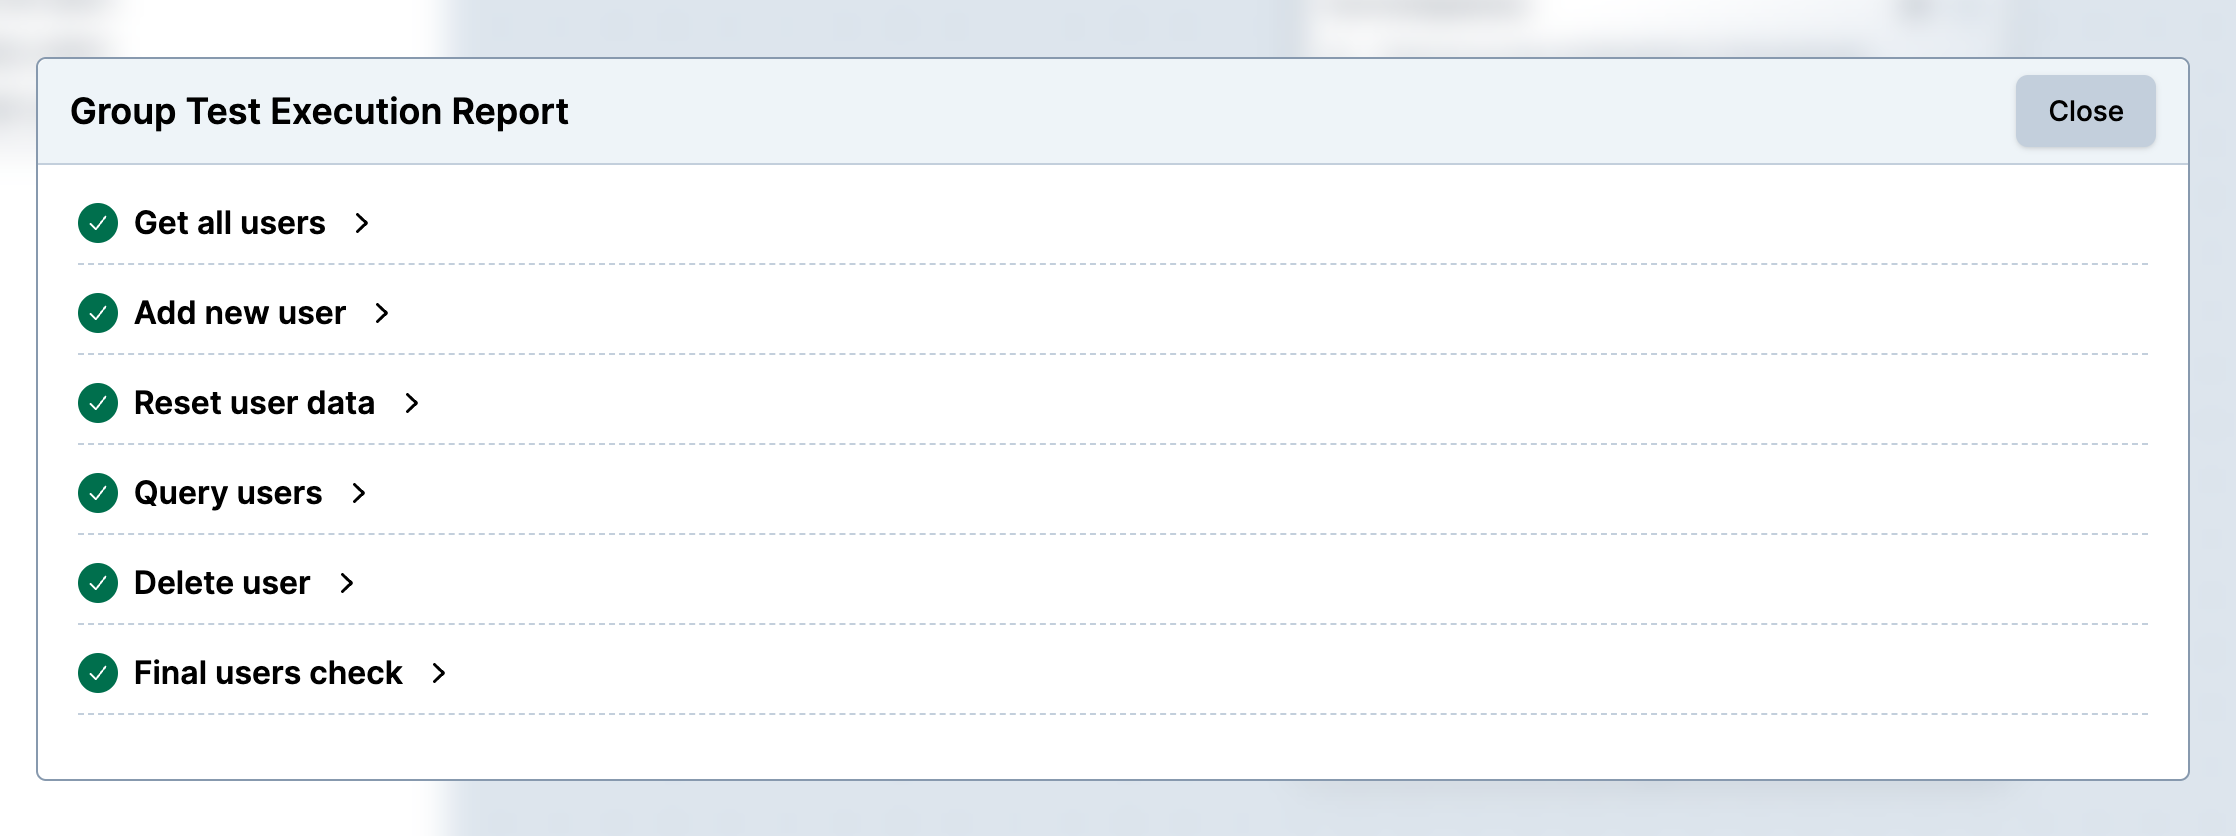 Group Test Execution Report
Close
Get all users
Add new user
Reset user data
Query users
Delete user
Final users check